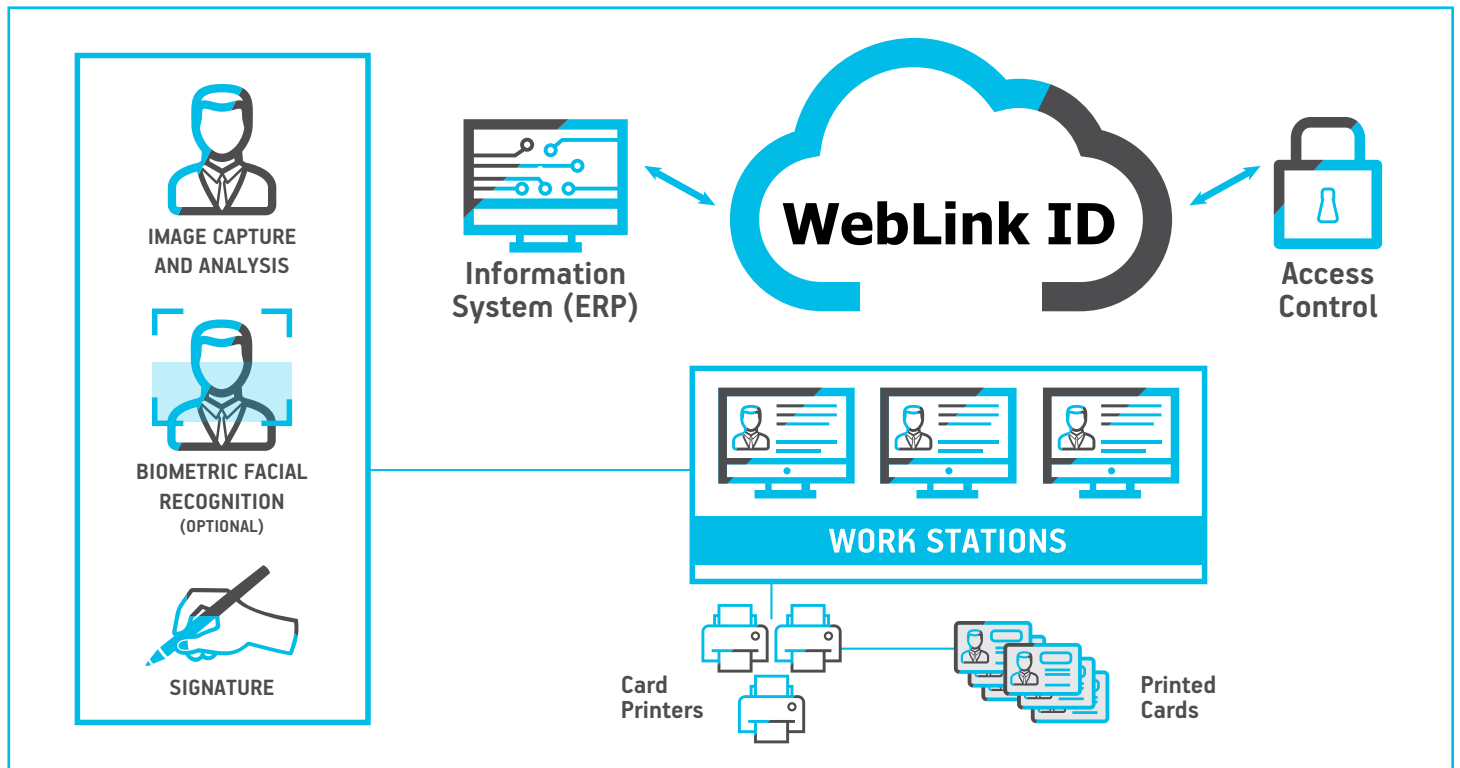 IMAGE CAPTURE
AND ANALYSIS
BIOMETRIC FACIAL
RECOGNITION
(OPTIONAL)
SIGNATURE
Information
System (ERP)
WebLink ID
Access
Control
WORK STATIONS
Card
Printers
Printed
Cards